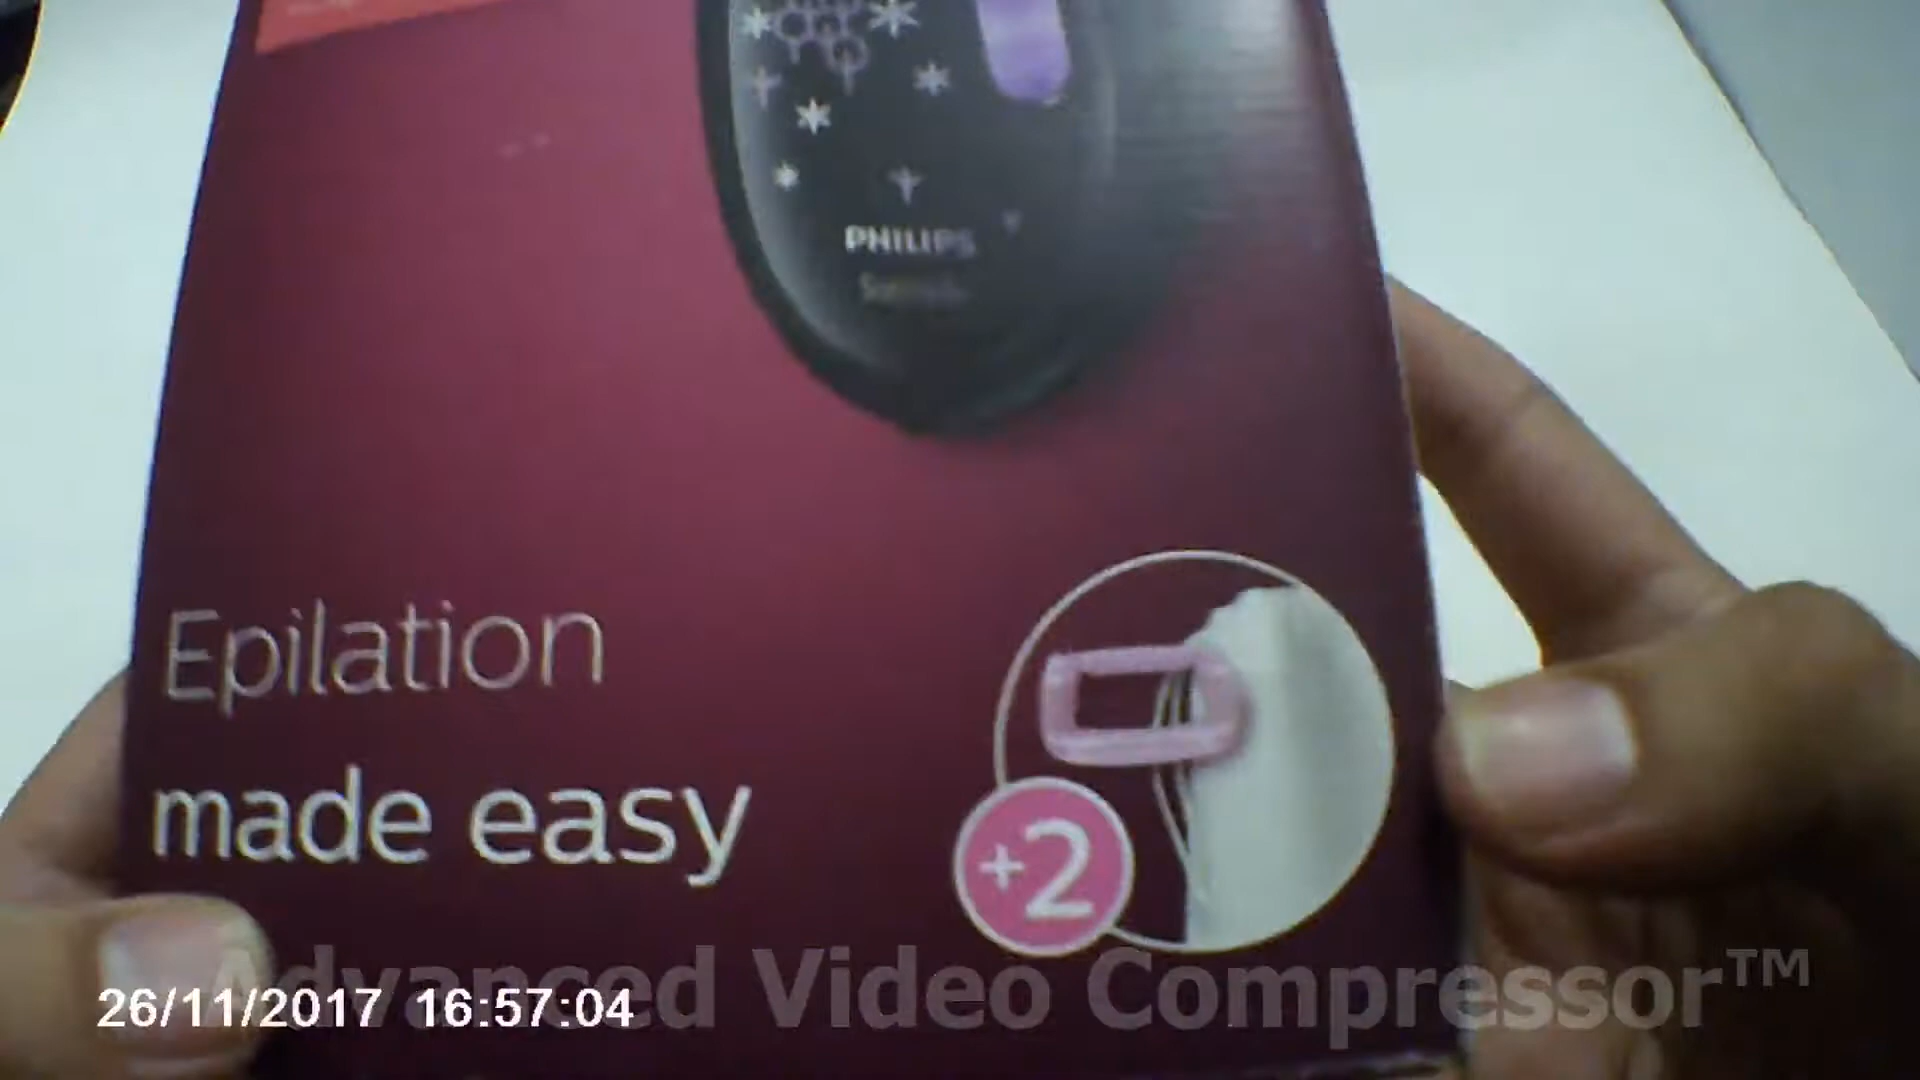 PHILIPS
Epilation
made easy
+2
Advanced Video Compressor™
26/11/2017 16:57:04